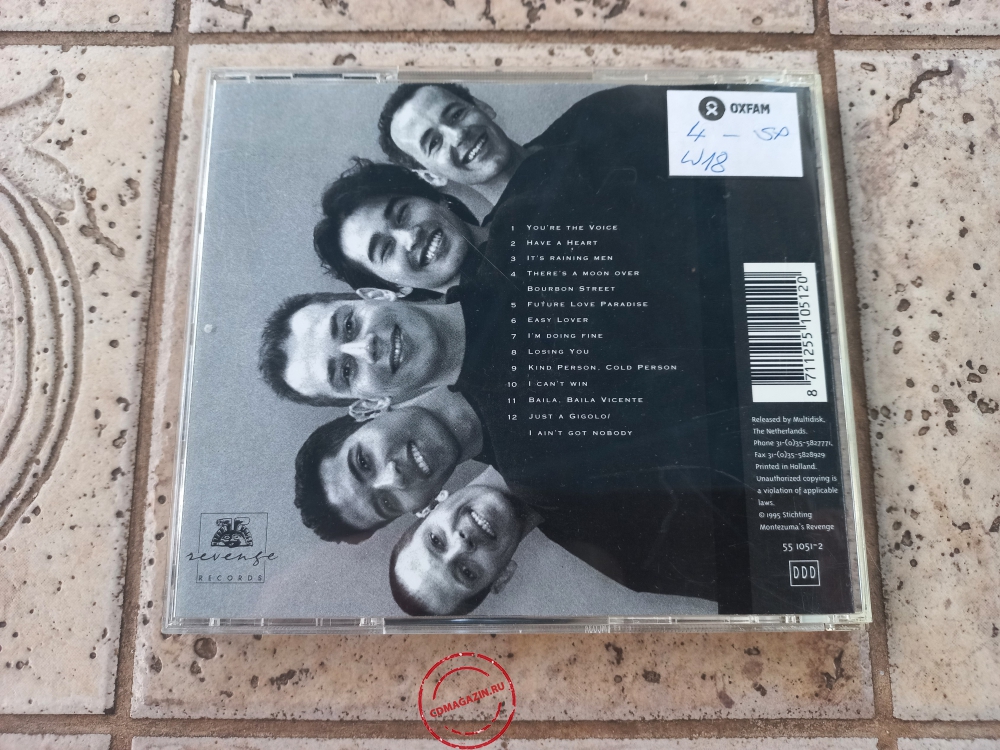 OXFAM
4 - SP
W18
1 You're the Voice
2 Have a Heart
3 It's raining men
4 There's a moon over
Bourbon Street
5 Future Love Paradise
6 Easy Lover
7 I'm doing fine
8 Losing You
9 Kind Person, Cold Person
10 I can't win
11 Baila, Baila Vicente
12 Just a Gigolo/
I ain't got nobody
8 711255 105120
Released by Multidisk,
The Netherlands.
Phone 31-(0)35-5827771,
Fax 31-(0)35-5828929
Printed in Holland.
Unauthorized copying is
a violation of applicable
laws.
© 1995 Stichting
Montezuma's Revenge
55 1051-2
DDD
revenge
RECORDS
CDMAGAZIN.RU